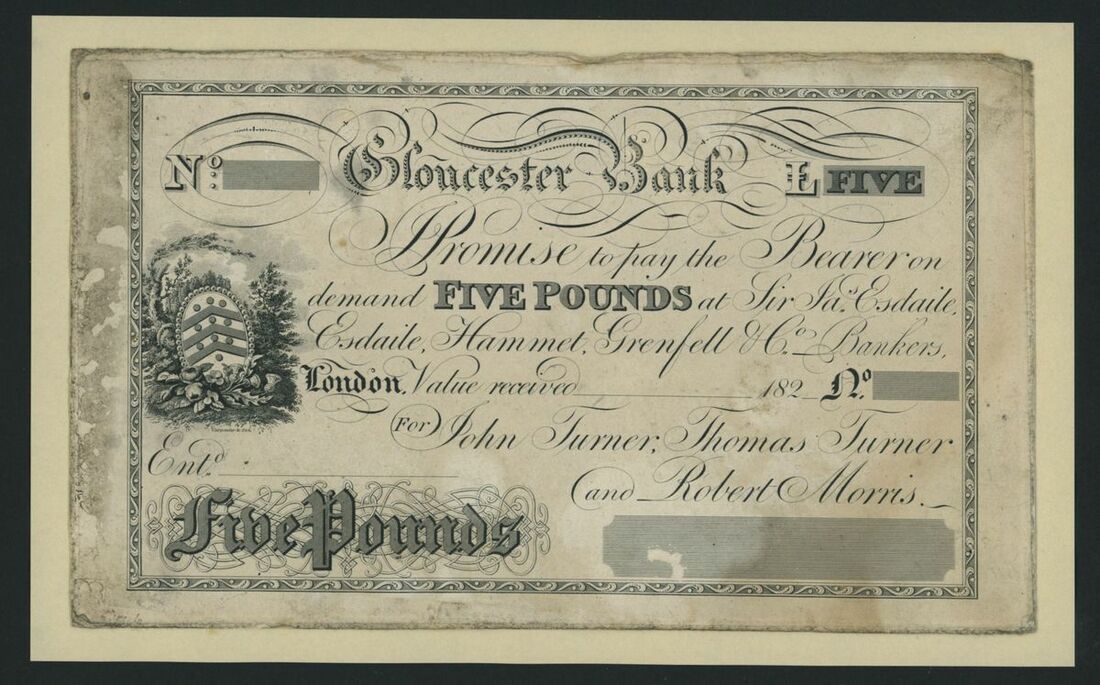 Nº: Gloucester Bank £ FIVE
I Promise to pay the Bearer on
demand FIVE POUNDS at Sir Jas. Esdaile,
Esdaile, Hammet, Grenfell & Co. Bankers,
London, Value received 182 Nº.
For John Turner, Thomas Turner
Entd.
and Robert Morris.
Five Pounds